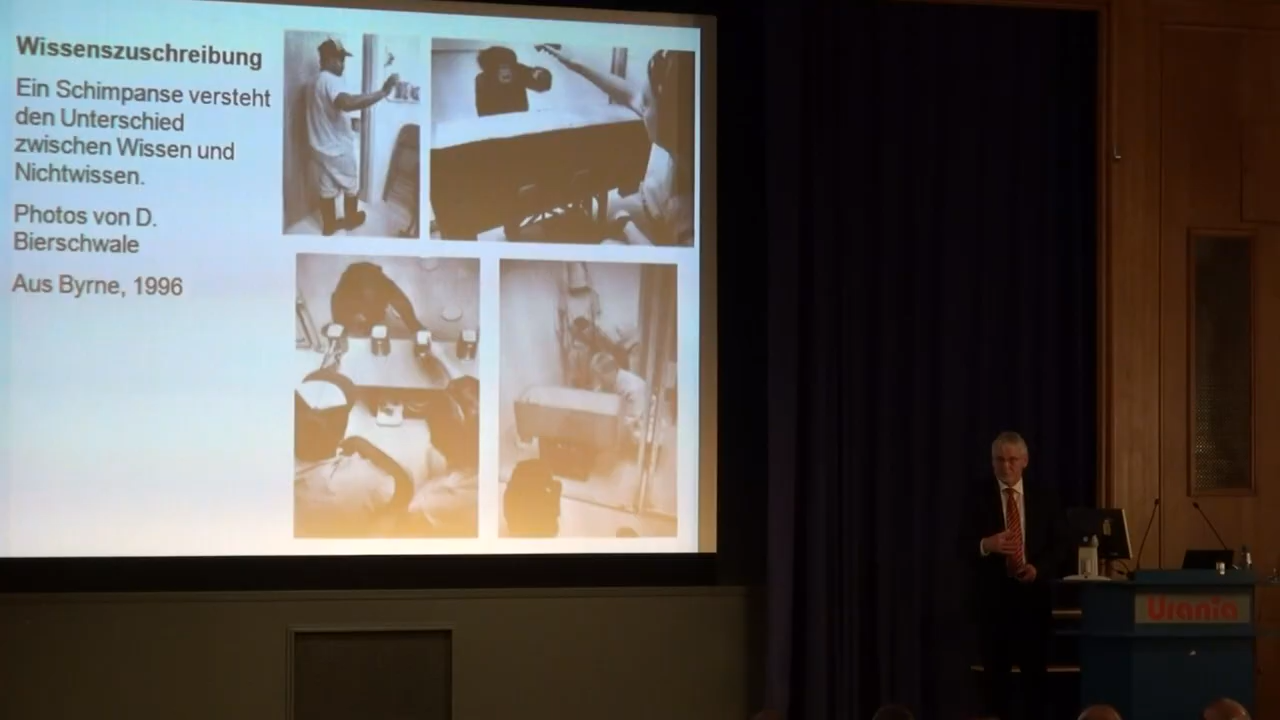 Wissenszuschreibung
Ein Schimpanse versteht
den Unterschied
zwischen Wissen und
Nichtwissen.
Photos von D.
Bierschwale
Aus Byrne, 1996
Urania